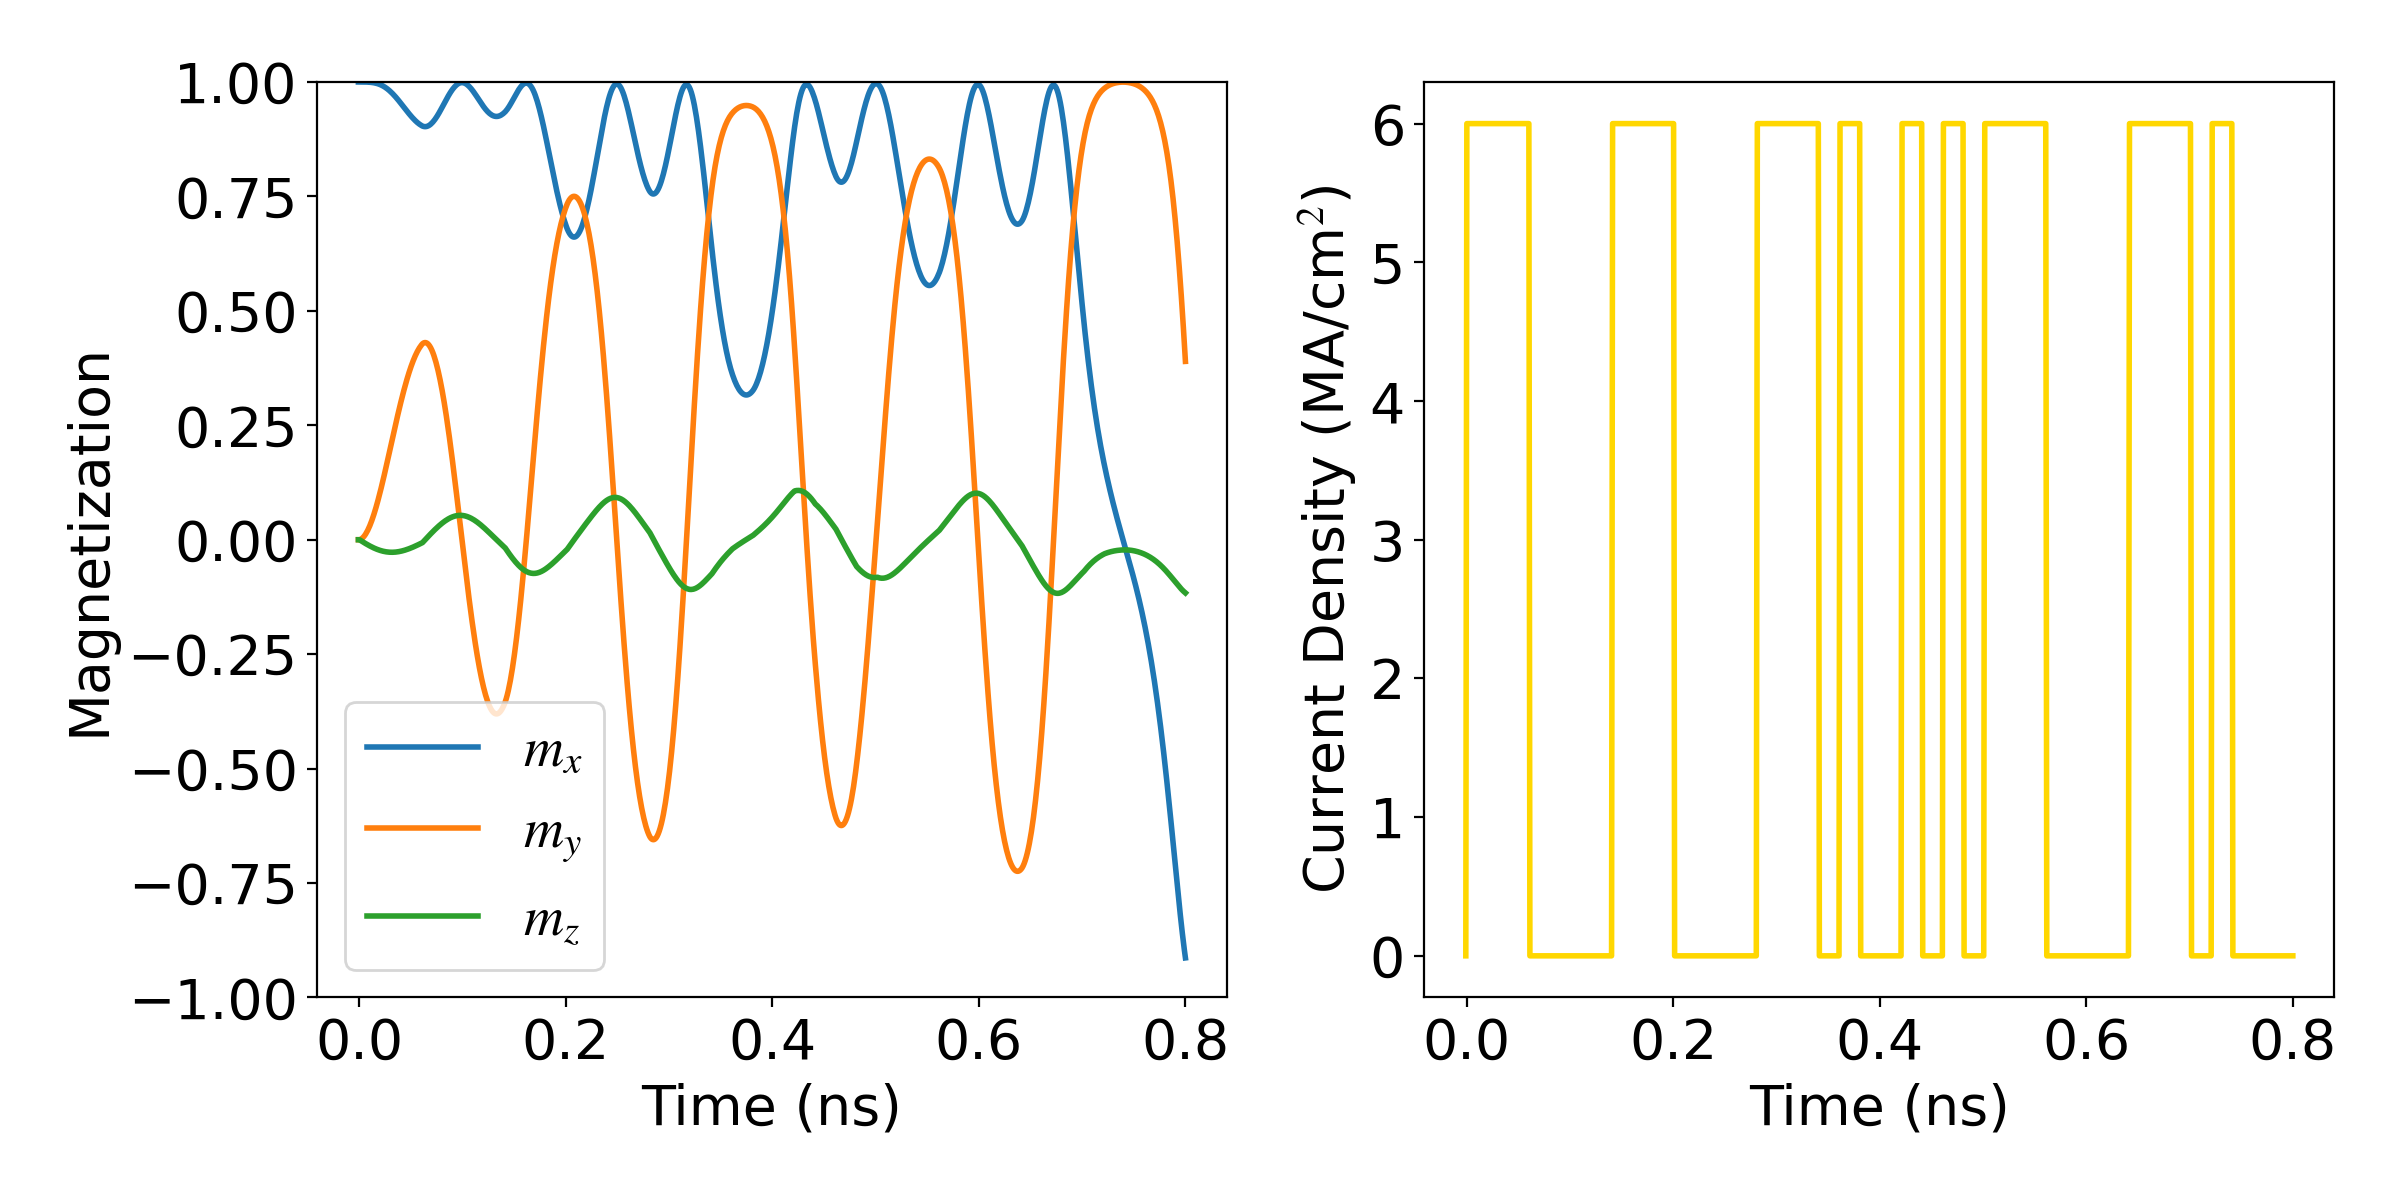 1.00
0.75
0.50
0.25
0.00
−0.25
−0.50
−0.75
−1.00
Magnetization
m_x
m_y
m_z
0.0 0.2 0.4 0.6 0.8
Time (ns)
6
5
4
3
2
1
0
Current Density (MA/cm²)
0.0 0.2 0.4 0.6 0.8
Time (ns)